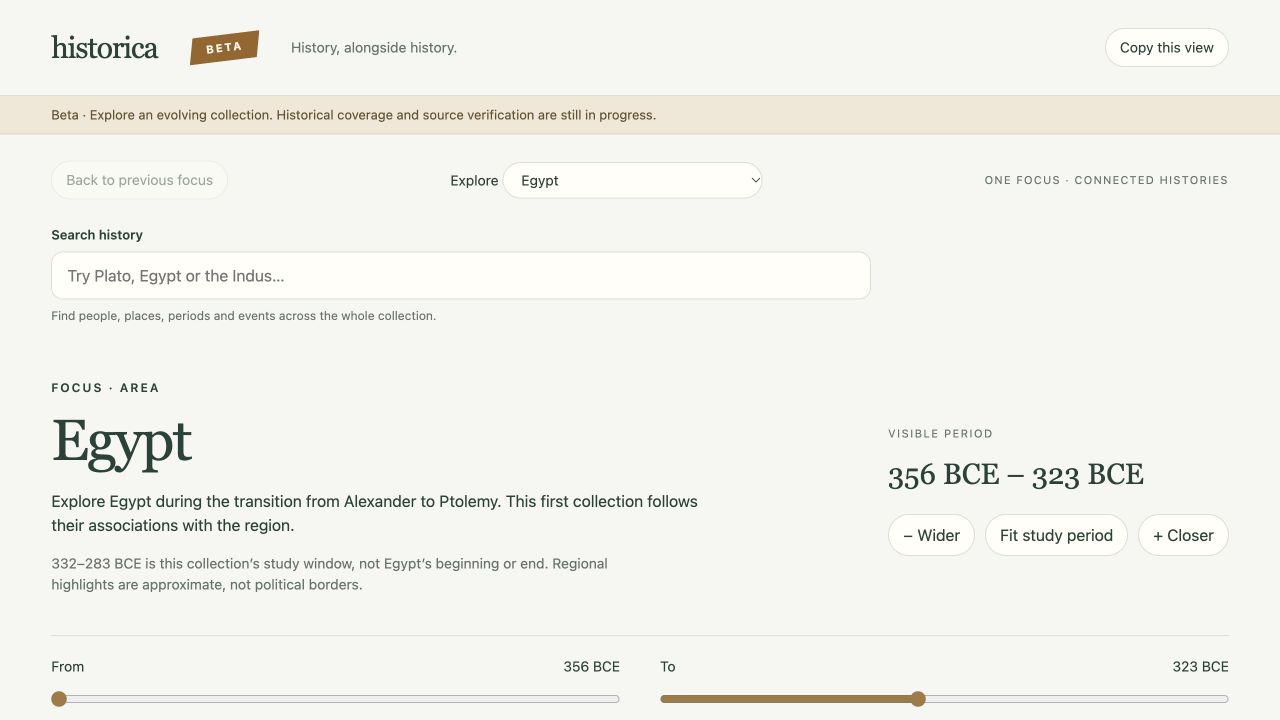 historica
BETA
History, alongside history.
Copy this view
Beta · Explore an evolving collection. Historical coverage and source verification are still in progress.
Back to previous focus
Explore
Egypt
ONE FOCUS · CONNECTED HISTORIES
Search history
Try Plato, Egypt or the Indus...
Find people, places, periods and events across the whole collection.
FOCUS · AREA
Egypt
Explore Egypt during the transition from Alexander to Ptolemy. This first collection follows
their associations with the region.
332–283 BCE is this collection’s study window, not Egypt’s beginning or end. Regional
highlights are approximate, not political borders.
VISIBLE PERIOD
356 BCE – 323 BCE
– Wider
Fit study period
+ Closer
From
356 BCE
To
323 BCE